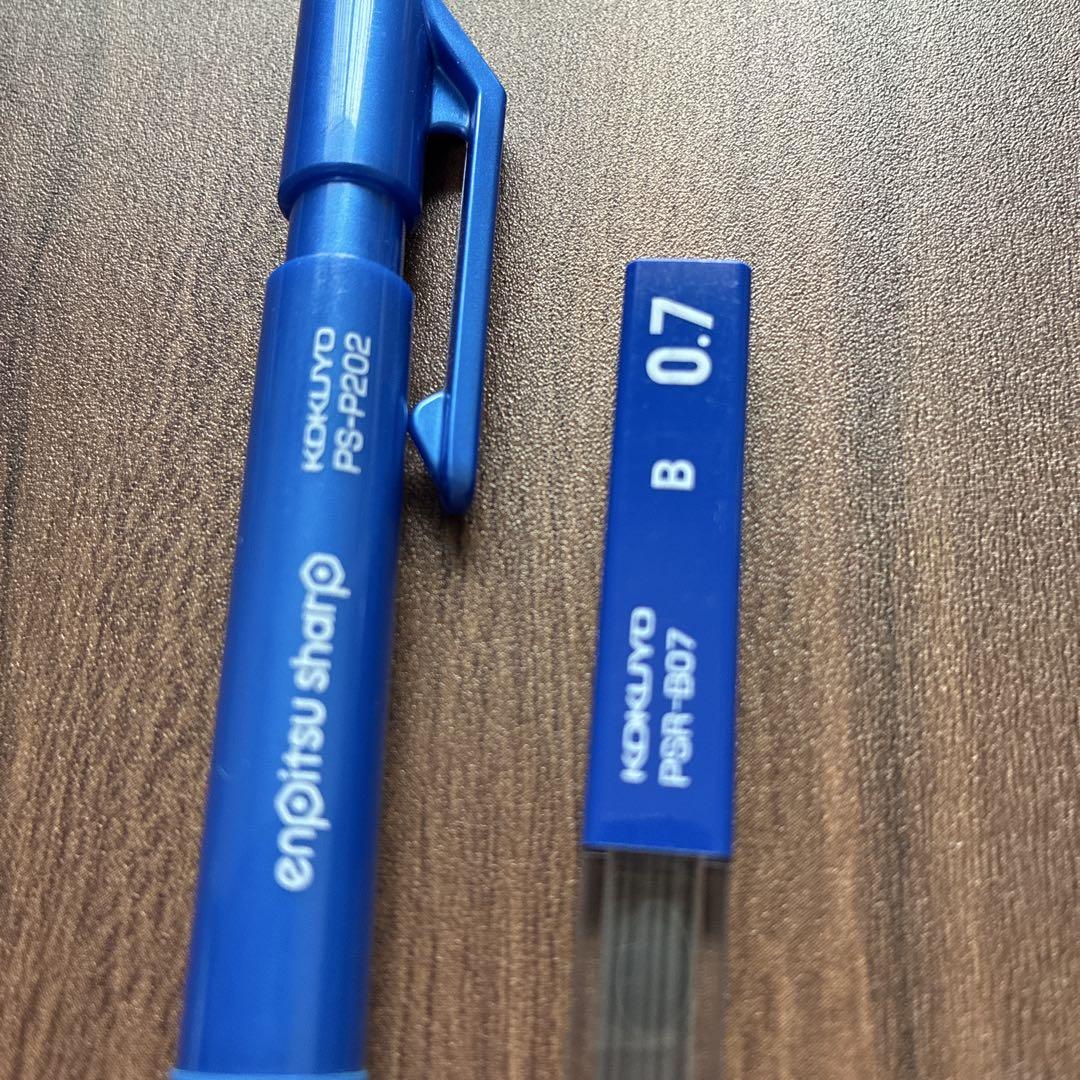 KOKUYO
PS-P202
enpitsu sharp
KOKUYO
PSR-B07
B 0.7